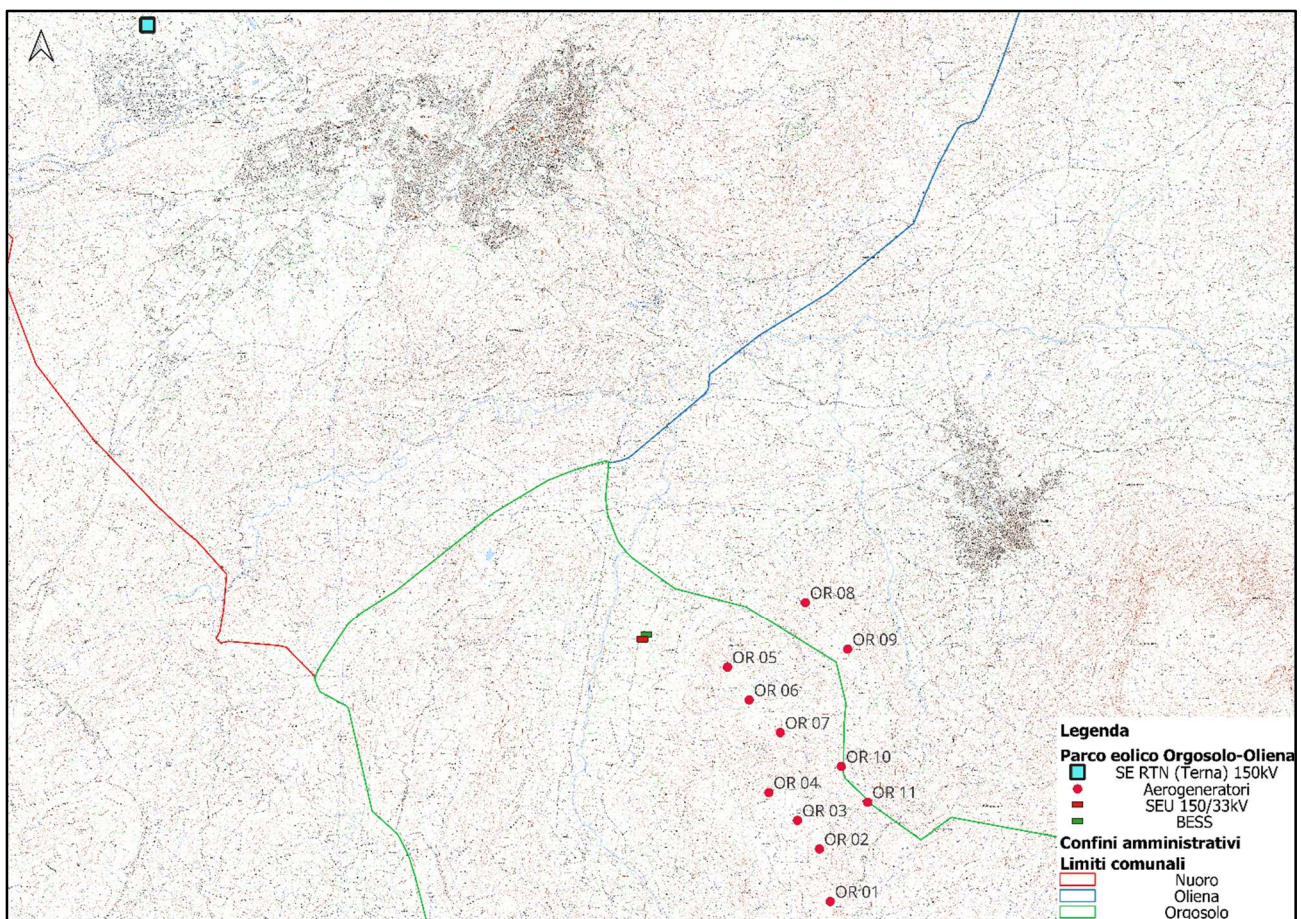 OR 08
OR 09
OR 05
OR 06
OR 07
OR 10
OR 04
OR 11
OR 03
OR 02
OR 01
Legenda
Parco eolico Orgosolo-Oliena
SE RTN (Terna) 150kV
Aerogeneratori
SEU 150/33kV
BESS
Confini amministrativi
Limiti comunali
Nuoro
Oliena
Orgosolo